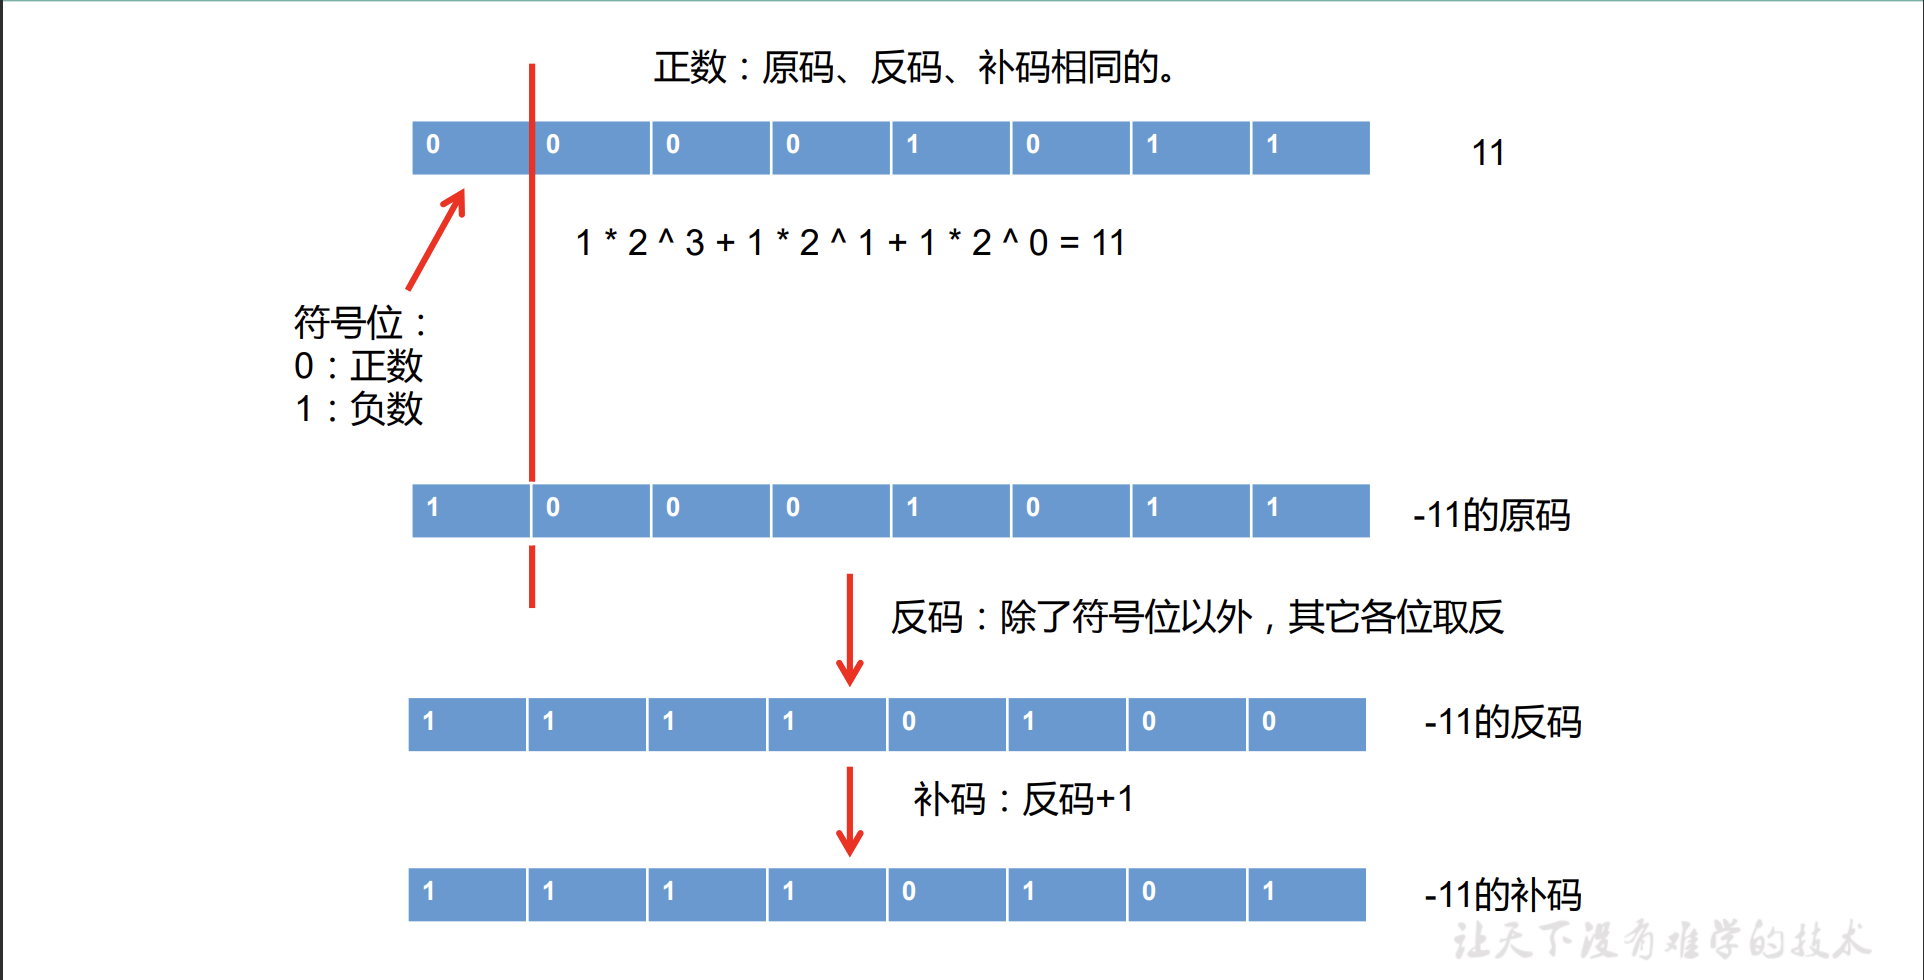 正数：原码、反码、补码相同的。
0 0 0 0 1 0 1 1 11
1 * 2 ^ 3 + 1 * 2 ^ 1 + 1 * 2 ^ 0 = 11
符号位：
0：正数
1：负数
1 0 0 0 1 0 1 1 -11的原码
反码：除了符号位以外，其它各位取反
1 1 1 1 0 1 0 0 -11的反码
补码：反码+1
1 1 1 1 0 1 0 1 -11的补码
让天下没有难学的技术